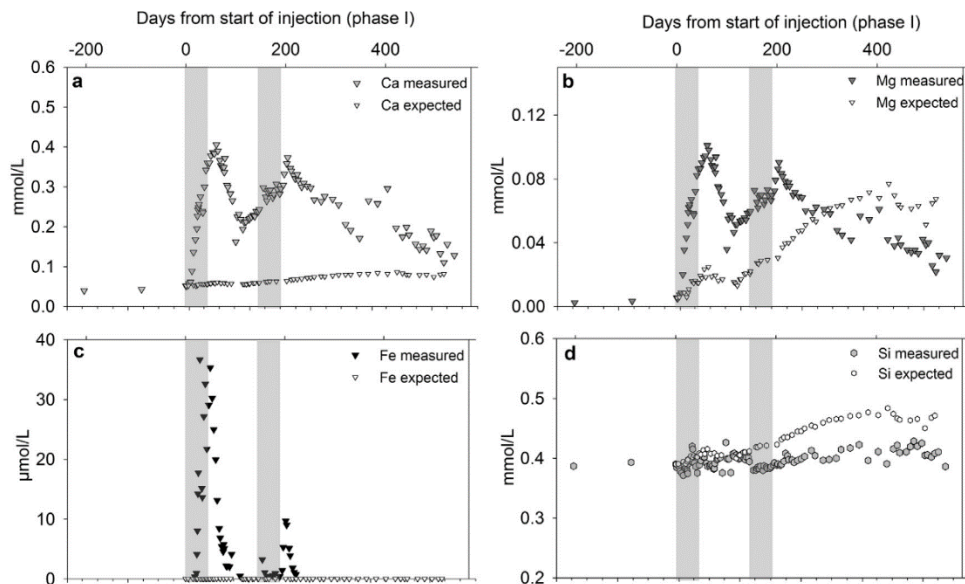 Days from start of injection (phase I)
Days from start of injection (phase I)
-200 0 200 400
-200 0 200 400
0.6
a
Ca measured
Ca expected
0.5
0.4
mmol/L
0.3
0.2
0.1
0.0
b
Mg measured
Mg expected
0.12
mmol/L
0.08
0.04
0.00
40
c
Fe measured
Fe expected
30
µmol/L
20
10
0
0.6
d
Si measured
Si expected
0.5
mmol/L
0.4
0.3
0.2